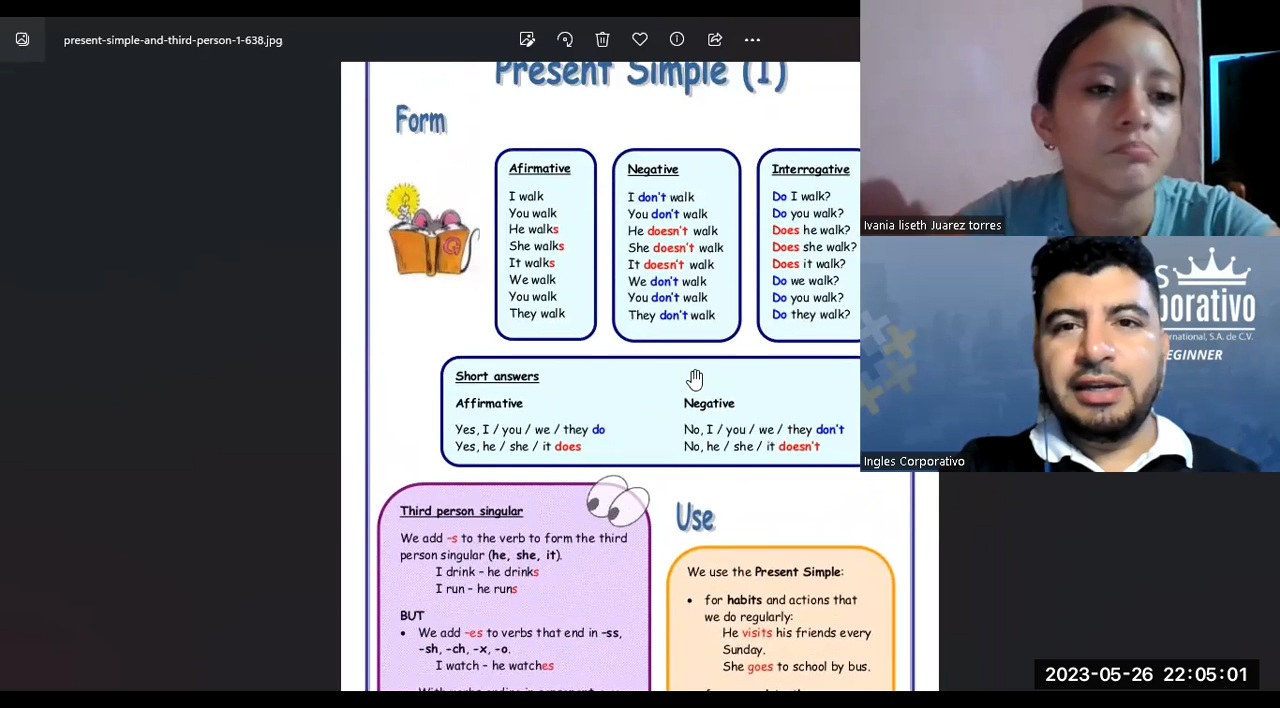 present-simple-and-third-person-1-638.jpg
Present Simple (1)
Form
Afirmative
I walk
You walk
He walks
She walks
It walks
We walk
You walk
They walk
Negative
I don't walk
You don't walk
He doesn't walk
She doesn't walk
It doesn't walk
We don't walk
You don't walk
They don't walk
Interrogative
Do I walk?
Do you walk?
Does he walk?
Does she walk?
Does it walk?
Do we walk?
Do you walk?
Do they walk?
Short answers
Affirmative
Yes, I / you / we / they do
Yes, he / she / it does
Negative
No, I / you / we / they don't
No, he / she / it doesn't
Third person singular
We add -s to the verb to form the third
person singular (he, she, it).
I drink – he drinks
I run – he runs
BUT
• We add -es to verbs that end in -ss,
-sh, -ch, -x, -o.
I watch – he watches
Use
We use the Present Simple:
• for habits and actions that
we do regularly:
He visits his friends every
Sunday.
She goes to school by bus.
Ivania liseth Juarez torres
s
porativo
rnational, S.A. de C.V.
EGINNER
Ingles Corporativo
2023-05-26 22:05:01